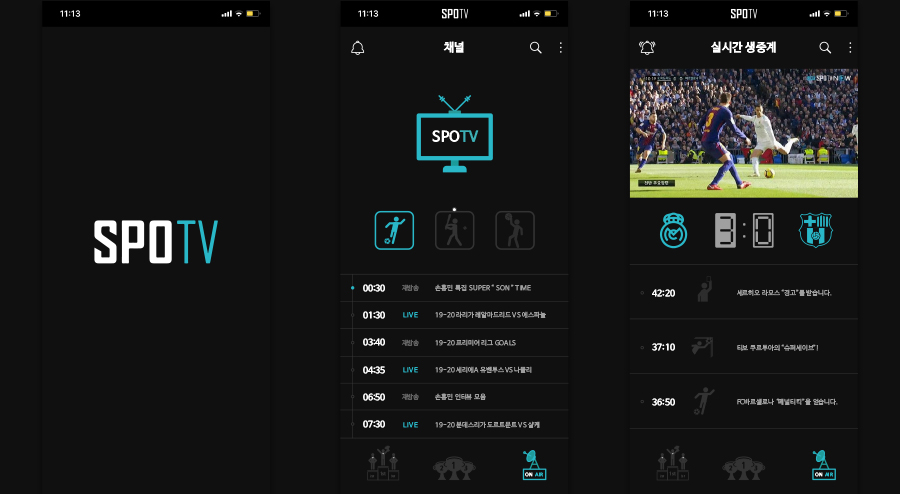 11:13
SPOTV
11:13
SPOTV
채널
SPOTV
00:30 재방송 손흥민 특집 SUPER " SON " TIME
01:30 LIVE 19-20 라리가 레알마드리드 VS 에스파뇰
03:40 재방송 19-20 프리미어 리그 GOALS
04:35 LIVE 19-20 세리에A 유벤투스 VS 나폴리
06:50 재방송 손흥민 인터뷰 모음
07:30 LIVE 19-20 분데스리가 도르트문트 VS 샬케
ON AIR
11:13
SPOTV
실시간 생중계
3:0
42:20 세르히오 라모스 "경고"를 받습니다.
37:10 티보 쿠르투아의 "슈퍼세이브"!
36:50 FC바르셀로나 "패널티킥"을 얻습니다.
ON AIR